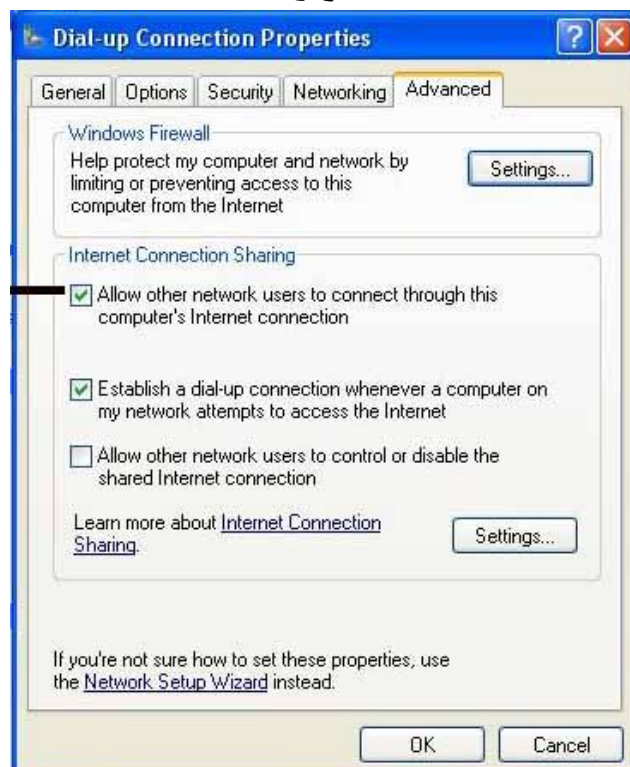 Dial-up Connection Properties
General Options Security Networking Advanced
Windows Firewall
Help protect my computer and network by
limiting or preventing access to this
computer from the Internet
Settings...
Internet Connection Sharing
Allow other network users to connect through this
computer's Internet connection
Establish a dial-up connection whenever a computer on
my network attempts to access the Internet
Allow other network users to control or disable the
shared Internet connection
Learn more about Internet Connection
Sharing.
Settings...
If you're not sure how to set these properties, use
the Network Setup Wizard instead.
OK Cancel